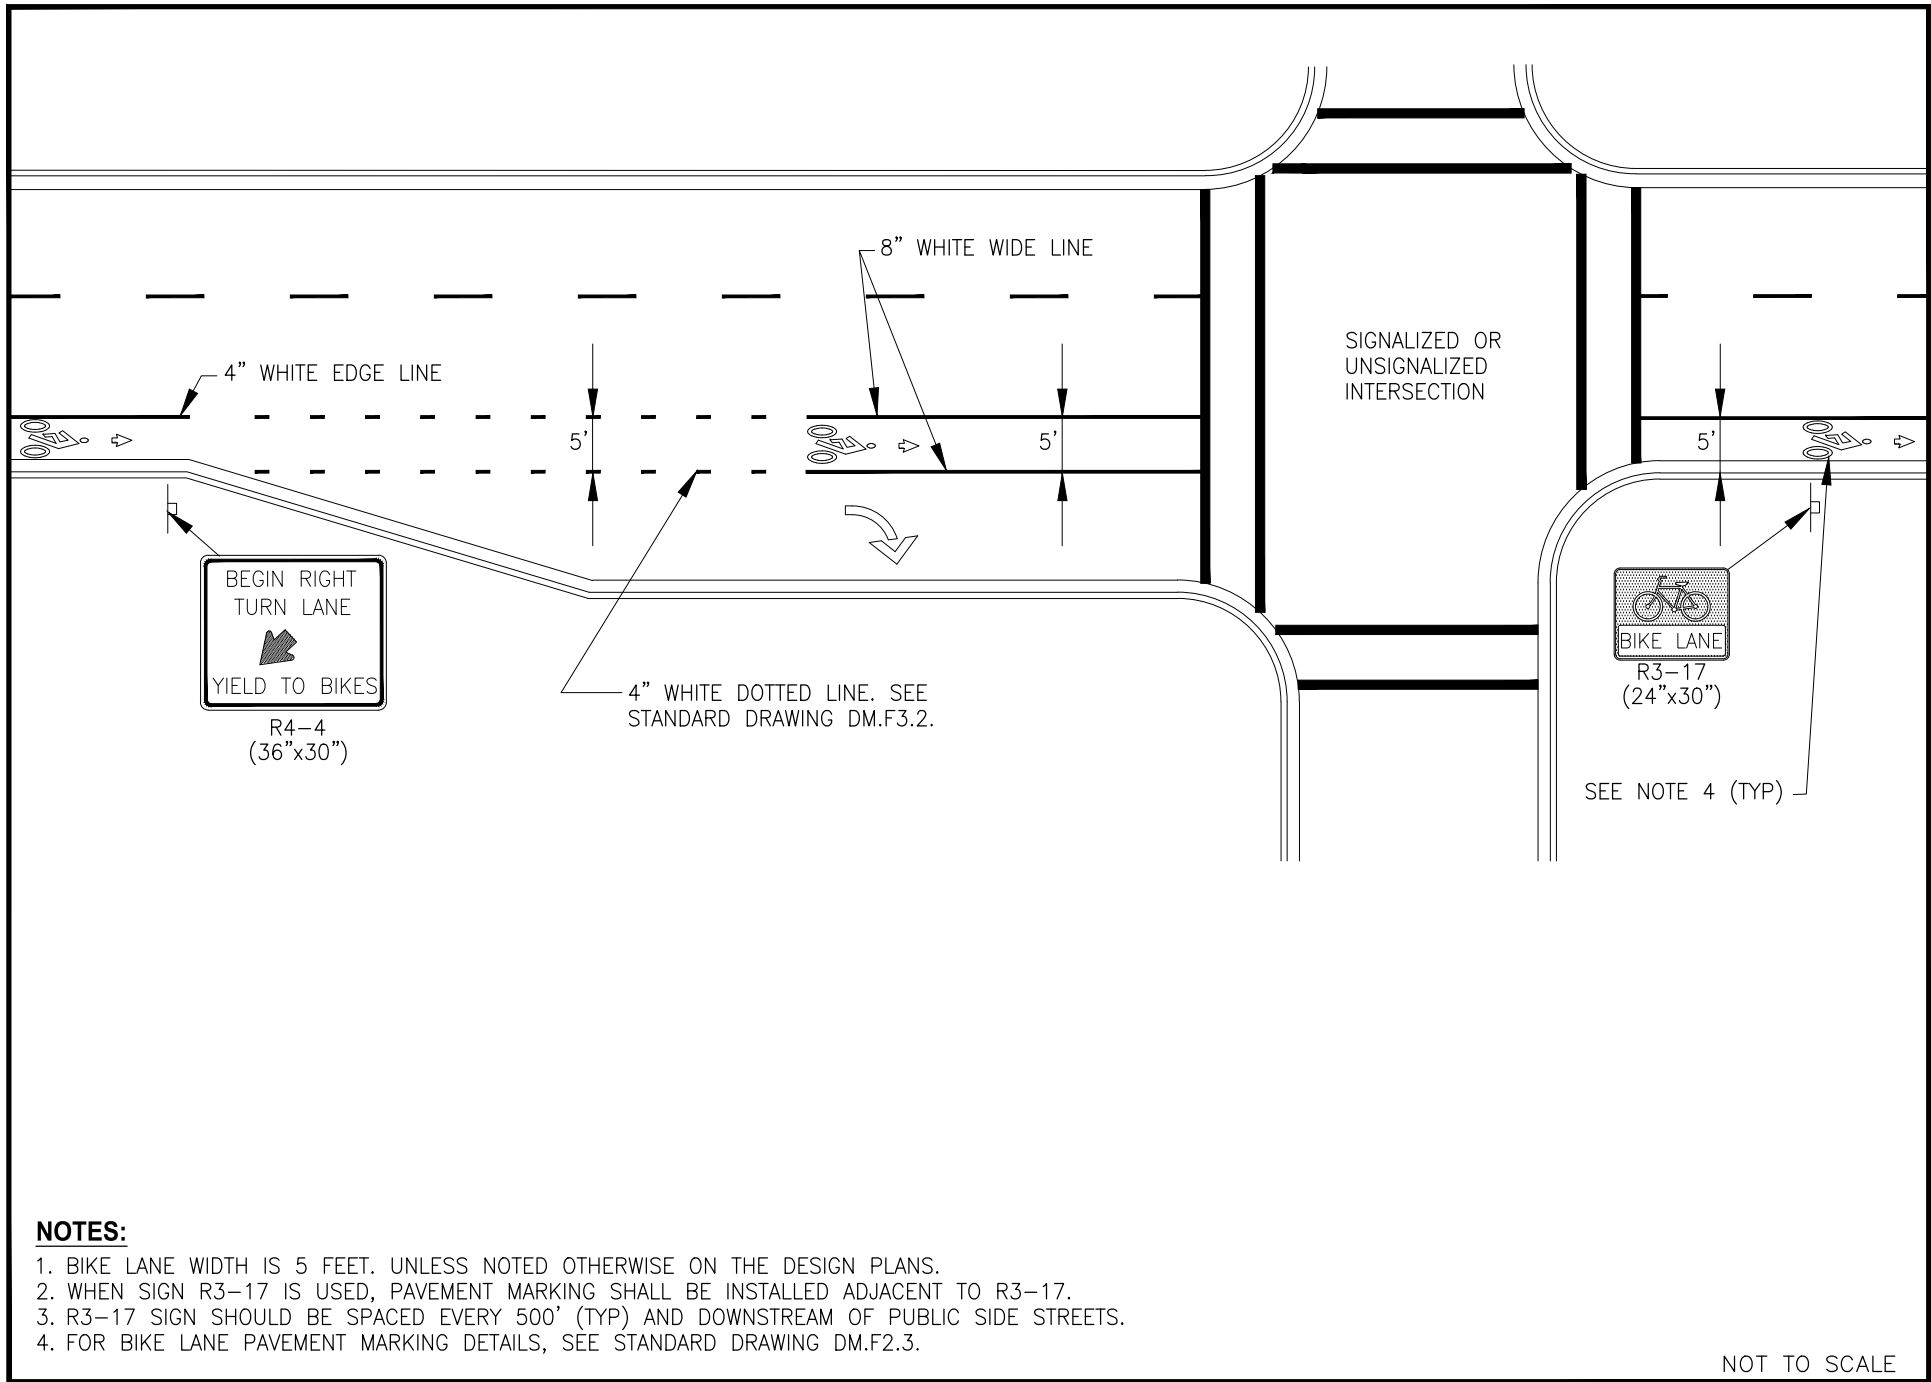 8” WHITE WIDE LINE
SIGNALIZED OR
UNSIGNALIZED
INTERSECTION
4” WHITE EDGE LINE
5’
5’
5’
BEGIN RIGHT
TURN LANE
YIELD TO BIKES
R4-4
(36”x30”)
4” WHITE DOTTED LINE. SEE
STANDARD DRAWING DM.F3.2.
BIKE LANE
R3-17
(24”x30”)
SEE NOTE 4 (TYP)
NOTES:
1. BIKE LANE WIDTH IS 5 FEET. UNLESS NOTED OTHERWISE ON THE DESIGN PLANS.
2. WHEN SIGN R3-17 IS USED, PAVEMENT MARKING SHALL BE INSTALLED ADJACENT TO R3-17.
3. R3-17 SIGN SHOULD BE SPACED EVERY 500’ (TYP) AND DOWNSTREAM OF PUBLIC SIDE STREETS.
4. FOR BIKE LANE PAVEMENT MARKING DETAILS, SEE STANDARD DRAWING DM.F2.3.
NOT TO SCALE